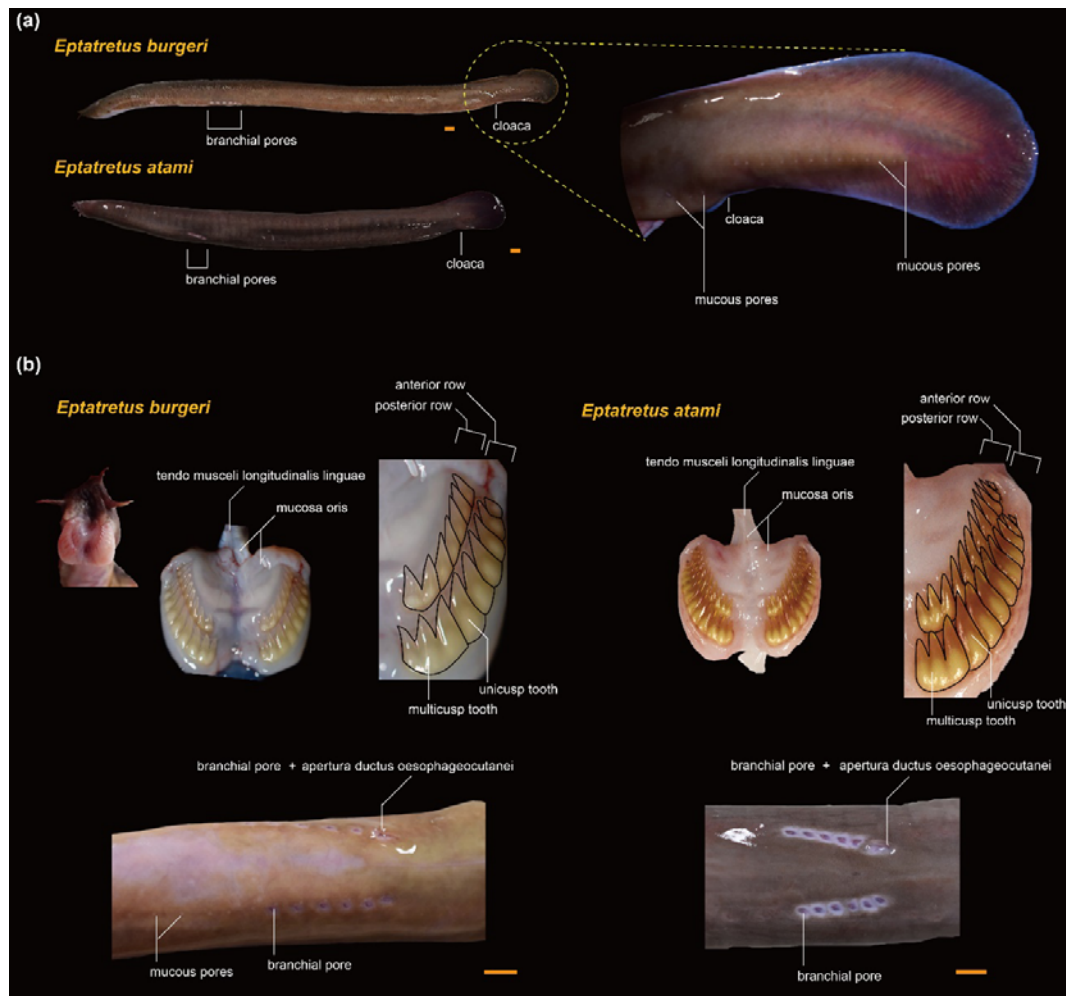 (a)
Eptatretus burgeri
branchial pores
cloaca
Eptatretus atami
branchial pores
cloaca
cloaca
mucous pores
mucous pores
(b)
Eptatretus burgeri
anterior row
posterior row
tendo musceli longitudinalis linguae
mucosa oris
unicusp tooth
multicusp tooth
Eptatretus atami
anterior row
posterior row
tendo musceli longitudinalis linguae
mucosa oris
unicusp tooth
multicusp tooth
branchial pore + apertura ductus oesophageocutanei
mucous pores
branchial pore
branchial pore + apertura ductus oesophageocutanei
branchial pore